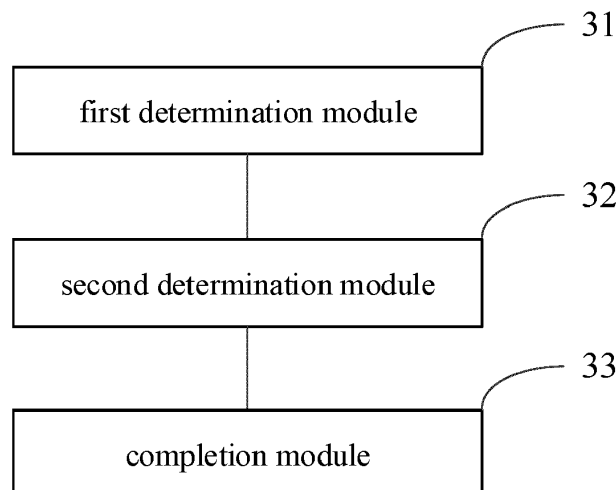 31
first determination module
32
second determination module
33
completion module